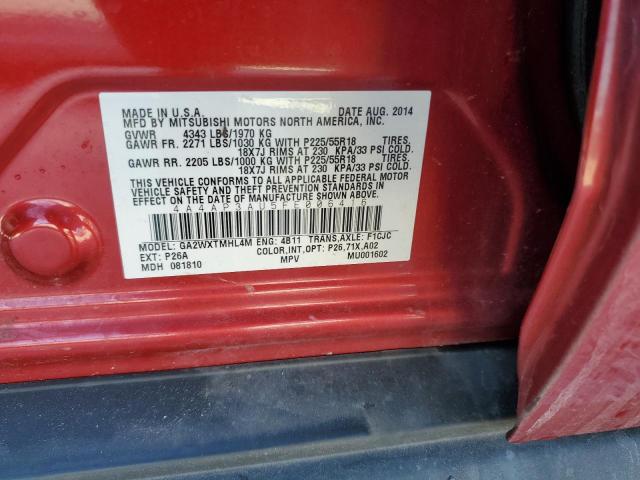 MADE IN U.S.A. DATE AUG. 2014
MFD BY MITSUBISHI MOTORS NORTH AMERICA, INC.
GVWR 4343 LBS/1970 KG
GAWR FR. 2271 LBS/1030 KG WITH P225/55R18 TIRES,
18X7J RIMS AT 230 KPA/33 PSI COLD.
GAWR RR. 2205 LBS/1000 KG WITH P225/55R18 TIRES,
18X7J RIMS AT 230 KPA/33 PSI COLD.
THIS VEHICLE CONFORMS TO ALL APPLICABLE FEDERAL MOTOR
VEHICLE SAFETY AND THEFT PREVENTION STANDARDS IN
EFFECT ON THE DATE OF MANUFACTURE SHOWN ABOVE.
4A4AP3AU5FE006416
MODEL: GA2WXTMHL4M ENG: 4B11 TRANS,AXLE: F1CJC
EXT: P26A COLOR,INT,OPT: P26,71X,A02
MDH 081810 MPV MU001602